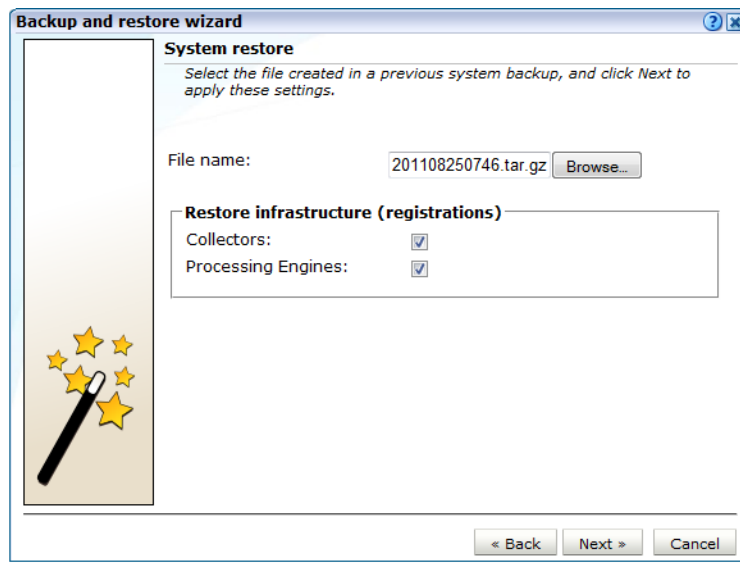 Backup and restore wizard
System restore
Select the file created in a previous system backup, and click Next to
apply these settings.
File name: 201108250746.tar.gz Browse...
Restore infrastructure (registrations)
Collectors:
Processing Engines:
« Back Next » Cancel